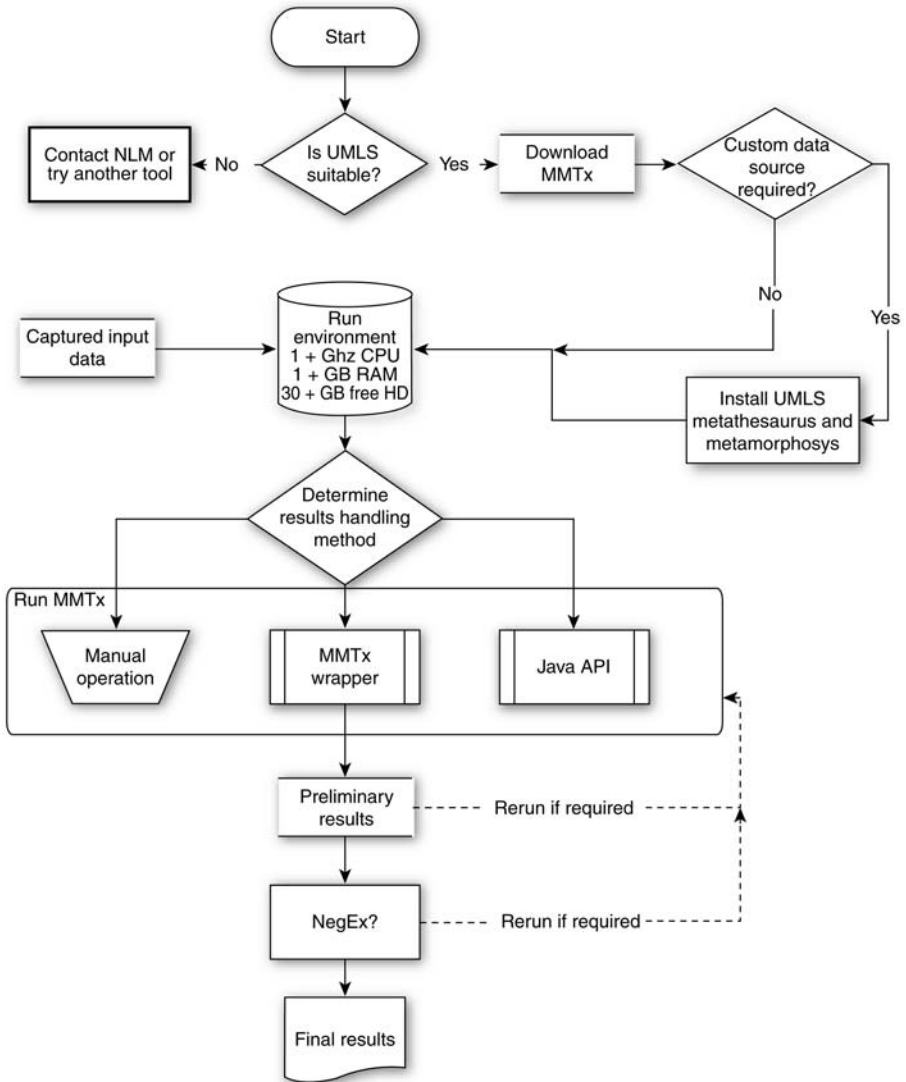 Start
Contact NLM or
try another tool
No
Is UMLS
suitable?
Yes
Download
MMTx
Custom data
source
required?
No
Yes
Captured input
data
Run
environment
1 + Ghz CPU
1 + GB RAM
30 + GB free HD
Install UMLS
metathesaurus and
metamorphosys
Determine
results handling
method
Run MMTx
Manual
operation
MMTx
wrapper
Java API
Preliminary
results
Rerun if required
NegEx?
Rerun if required
Final results